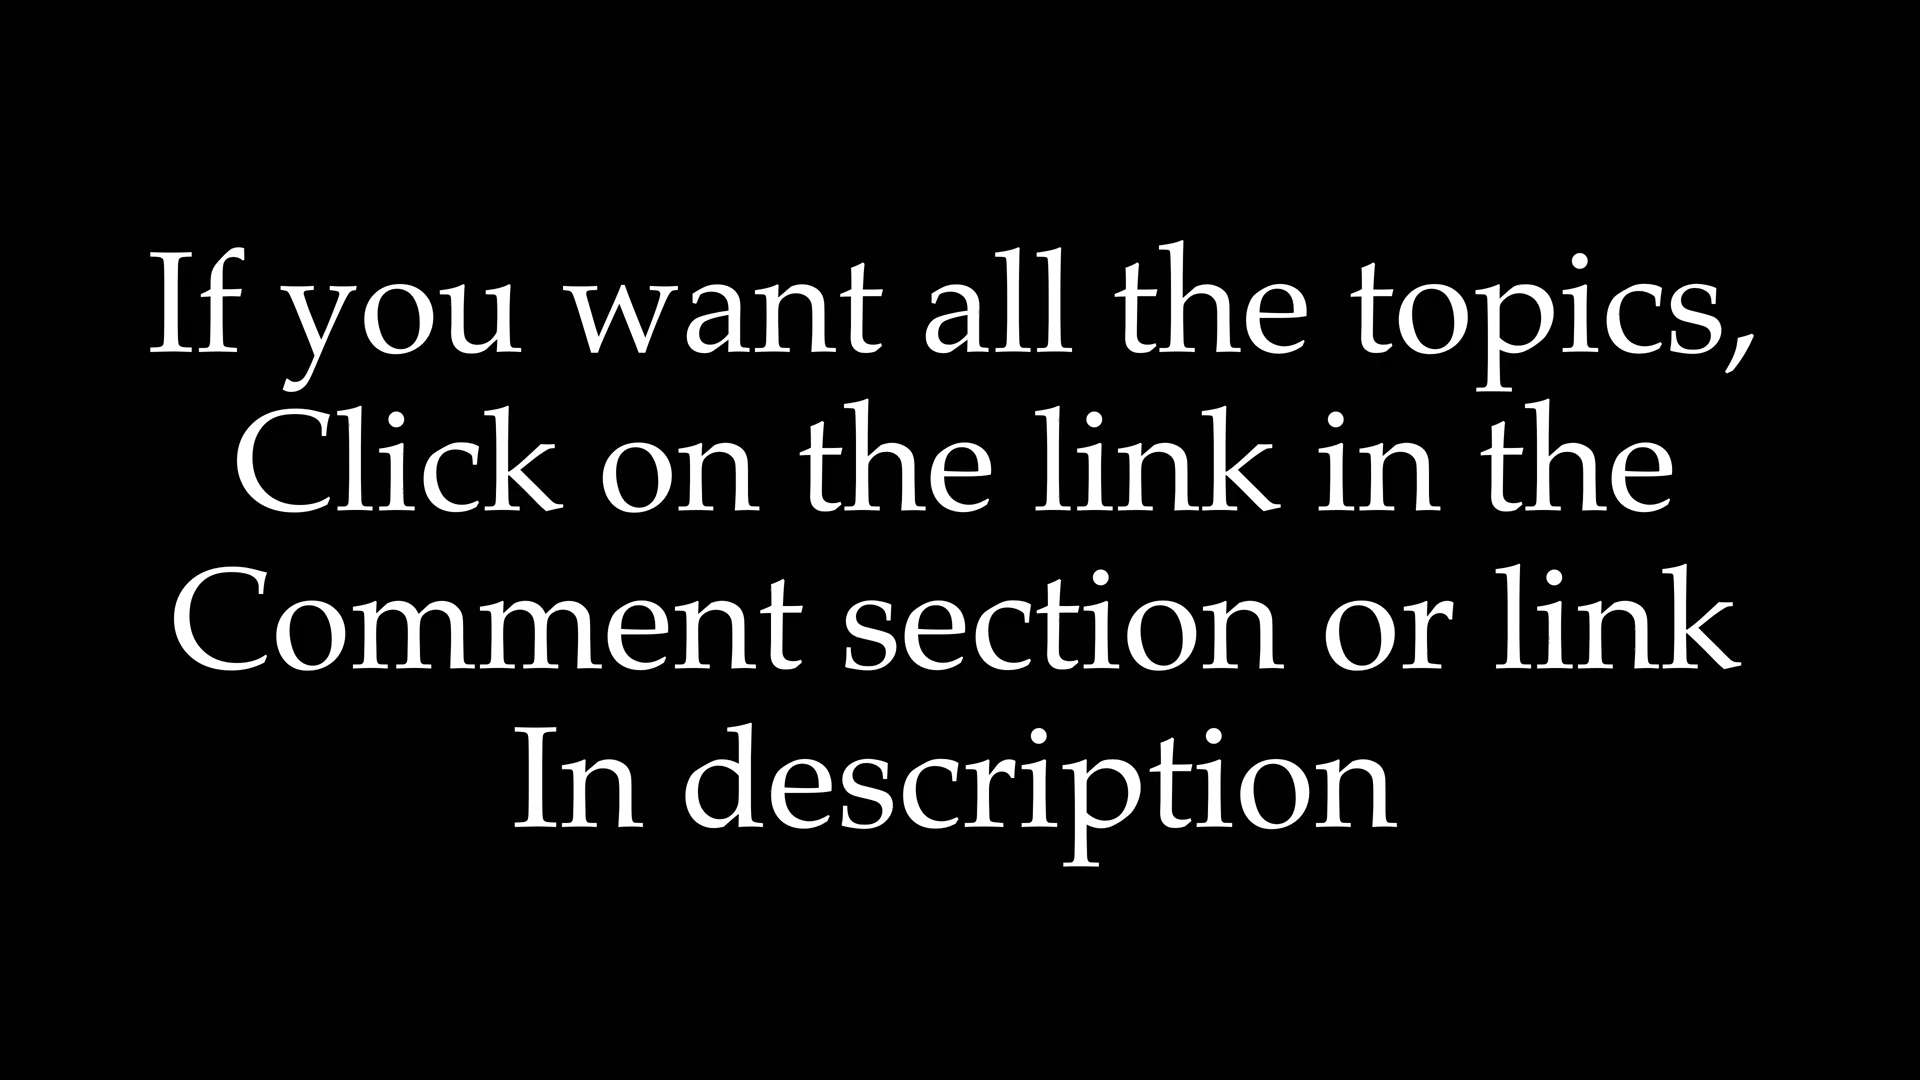 If you want all the topics,
Click on the link in the
Comment section or link
In description